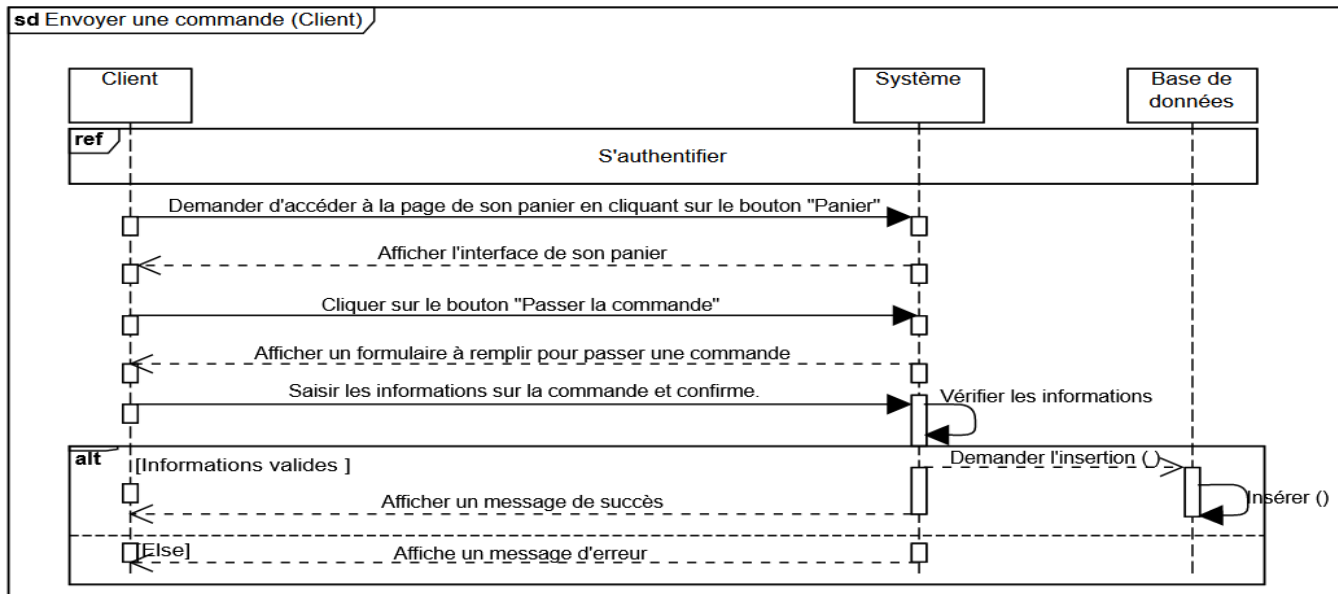 sd Envoyer une commande (Client)
Client
Système
Base de
données
ref
S'authentifier
Demander d'accéder à la page de son panier en cliquant sur le bouton "Panier"
Afficher l'interface de son panier
Cliquer sur le bouton "Passer la commande"
Afficher un formulaire à remplir pour passer une commande
Saisir les informations sur la commande et confirme.
Vérifier les informations
alt
[Informations valides ]
Demander l'insertion ( )
Insérer ()
Afficher un message de succès
[Else]
Affiche un message d'erreur